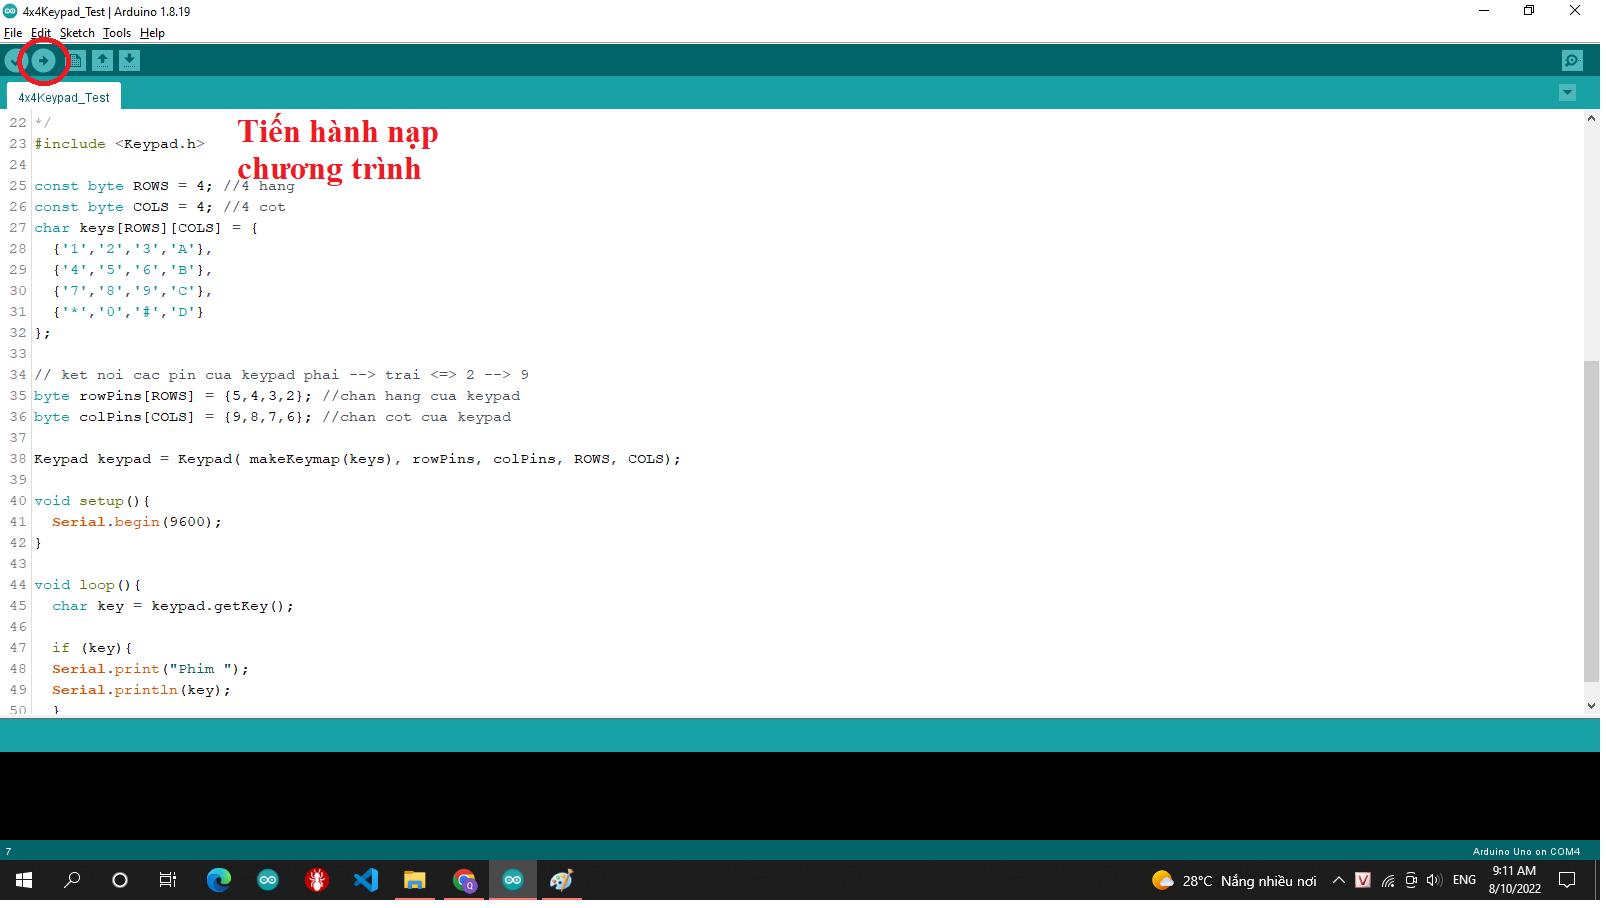 4x4Keypad_Test | Arduino 1.8.19
File Edit Sketch Tools Help
4x4Keypad_Test
Tiến hành nạp
chương trình
22 */
23 #include <Keypad.h>
24
25 const byte ROWS = 4; //4 hang
26 const byte COLS = 4; //4 cot
27 char keys[ROWS][COLS] = {
28   {'1','2','3','A'},
29   {'4','5','6','B'},
30   {'7','8','9','C'},
31   {'*','0','#','D'}
32 };
33
34 // ket noi cac pin cua keypad phai --> trai <=> 2 --> 9
35 byte rowPins[ROWS] = {5,4,3,2}; //chan hang cua keypad
36 byte colPins[COLS] = {9,8,7,6}; //chan cot cua keypad
37
38 Keypad keypad = Keypad( makeKeymap(keys), rowPins, colPins, ROWS, COLS);
39
40 void setup(){
41   Serial.begin(9600);
42 }
43
44 void loop(){
45   char key = keypad.getKey();
46
47   if (key){
48   Serial.print("Phim ");
49   Serial.println(key);
50   }
7
Arduino Uno on COM4
28°C Nắng nhiều nơi
ENG
9:11 AM
8/10/2022